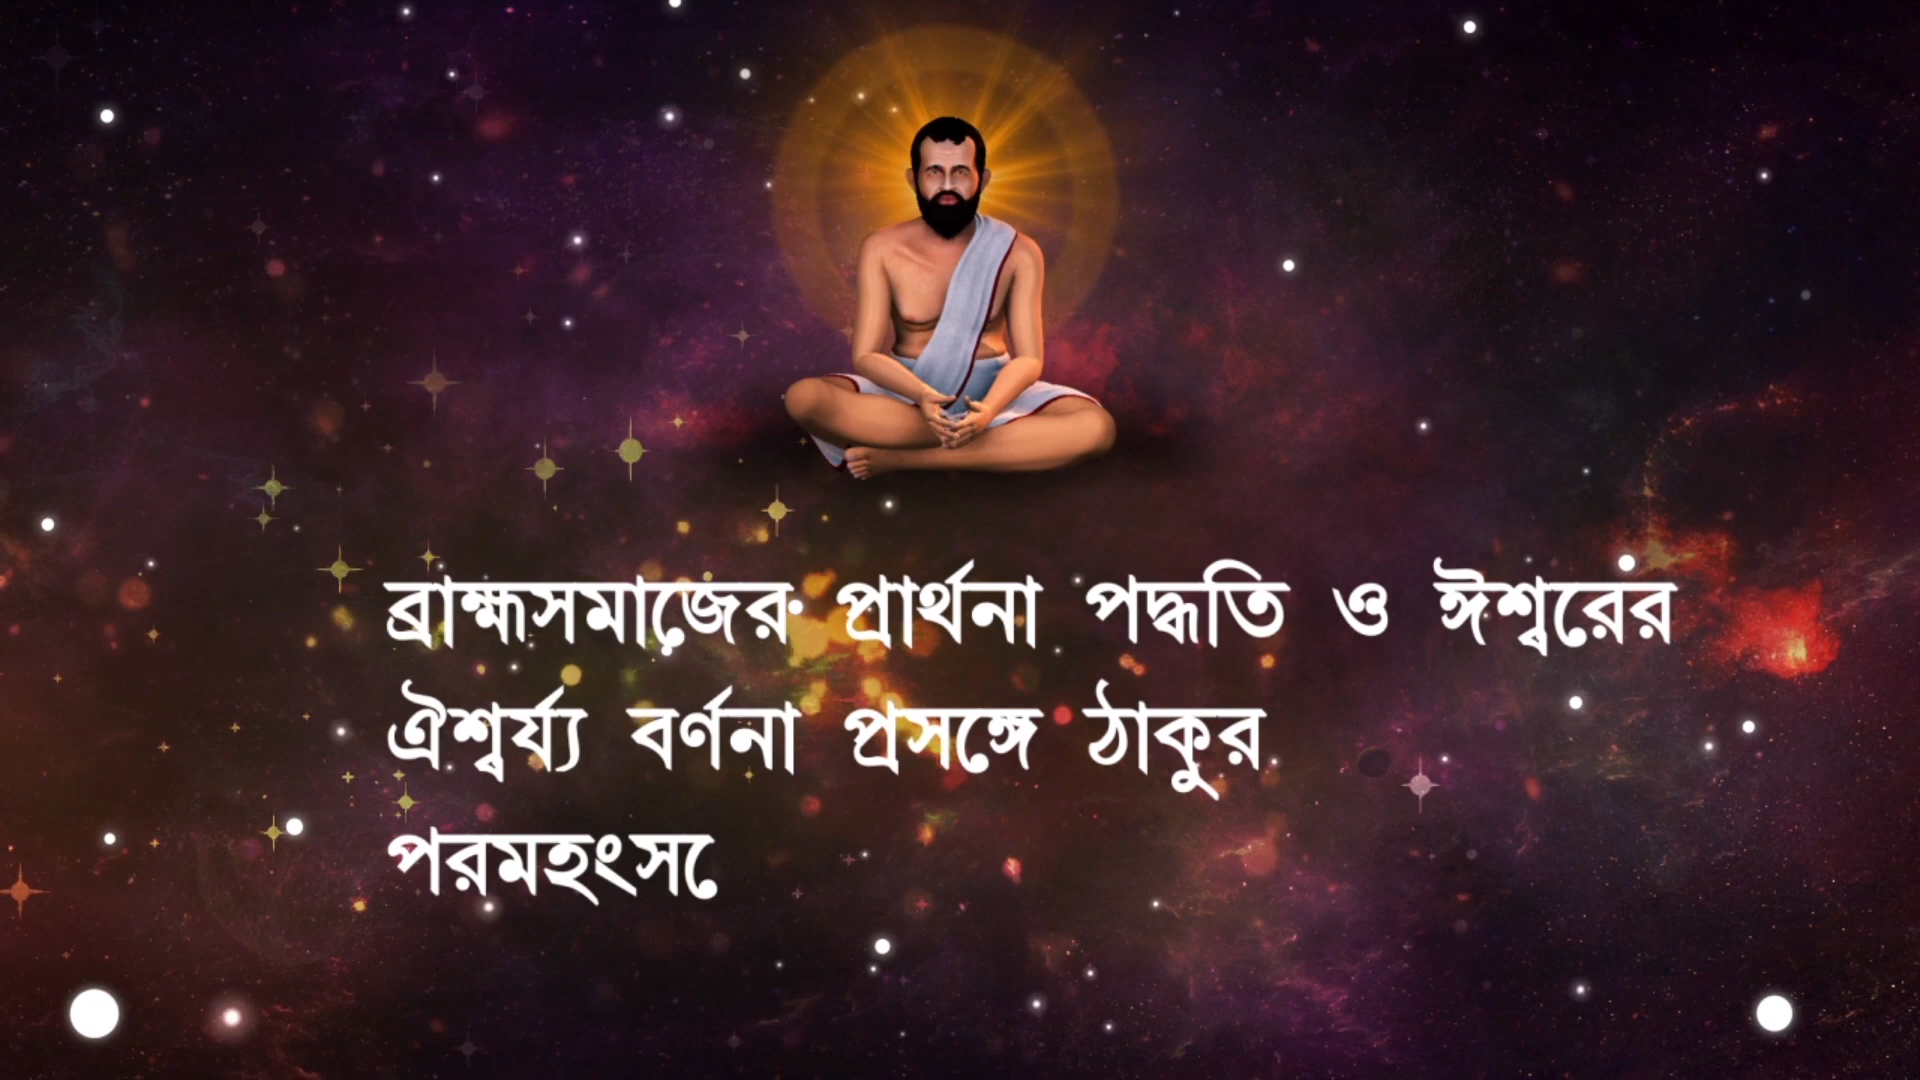 ব্রাহ্মসমাজের প্রার্থনা পদ্ধতি ও ঈশ্বরের
ঐশ্বর্য্য বর্ণনা প্রসঙ্গে ঠাকুর
পরমহংসে